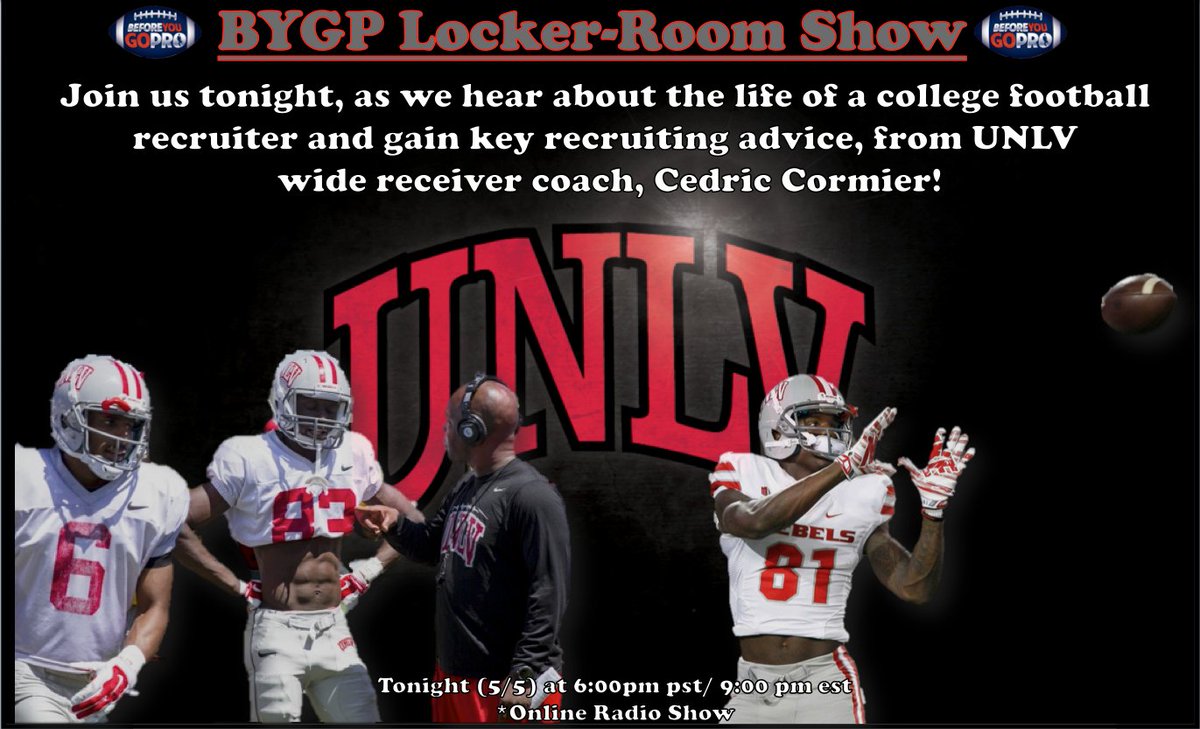 BEFORE YOU
GO PRO
BYGP Locker-Room Show
BEFORE YOU
GO PRO
Join us tonight, as we hear about the life of a college football
recruiter and gain key recruiting advice, from UNLV
wide receiver coach, Cedric Cormier!
UNLV
6
83
UNLV
EBELS
81
Tonight (5/5) at 6:00pm pst/ 9:00 pm est
*Online Radio Show